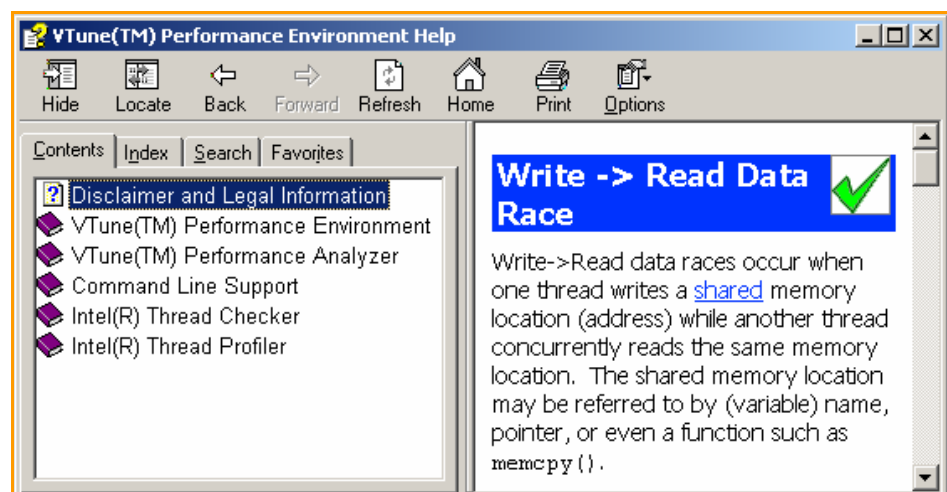 VTune(TM) Performance Environment Help
Hide Locate Back Forward Refresh Home Print Options
Contents Index Search Favorites
Disclaimer and Legal Information
VTune(TM) Performance Environment
VTune(TM) Performance Analyzer
Command Line Support
Intel(R) Thread Checker
Intel(R) Thread Profiler
Write -> Read Data
Race
Write->Read data races occur when
one thread writes a shared memory
location (address) while another thread
concurrently reads the same memory
location. The shared memory location
may be referred to by (variable) name,
pointer, or even a function such as
memcpy().